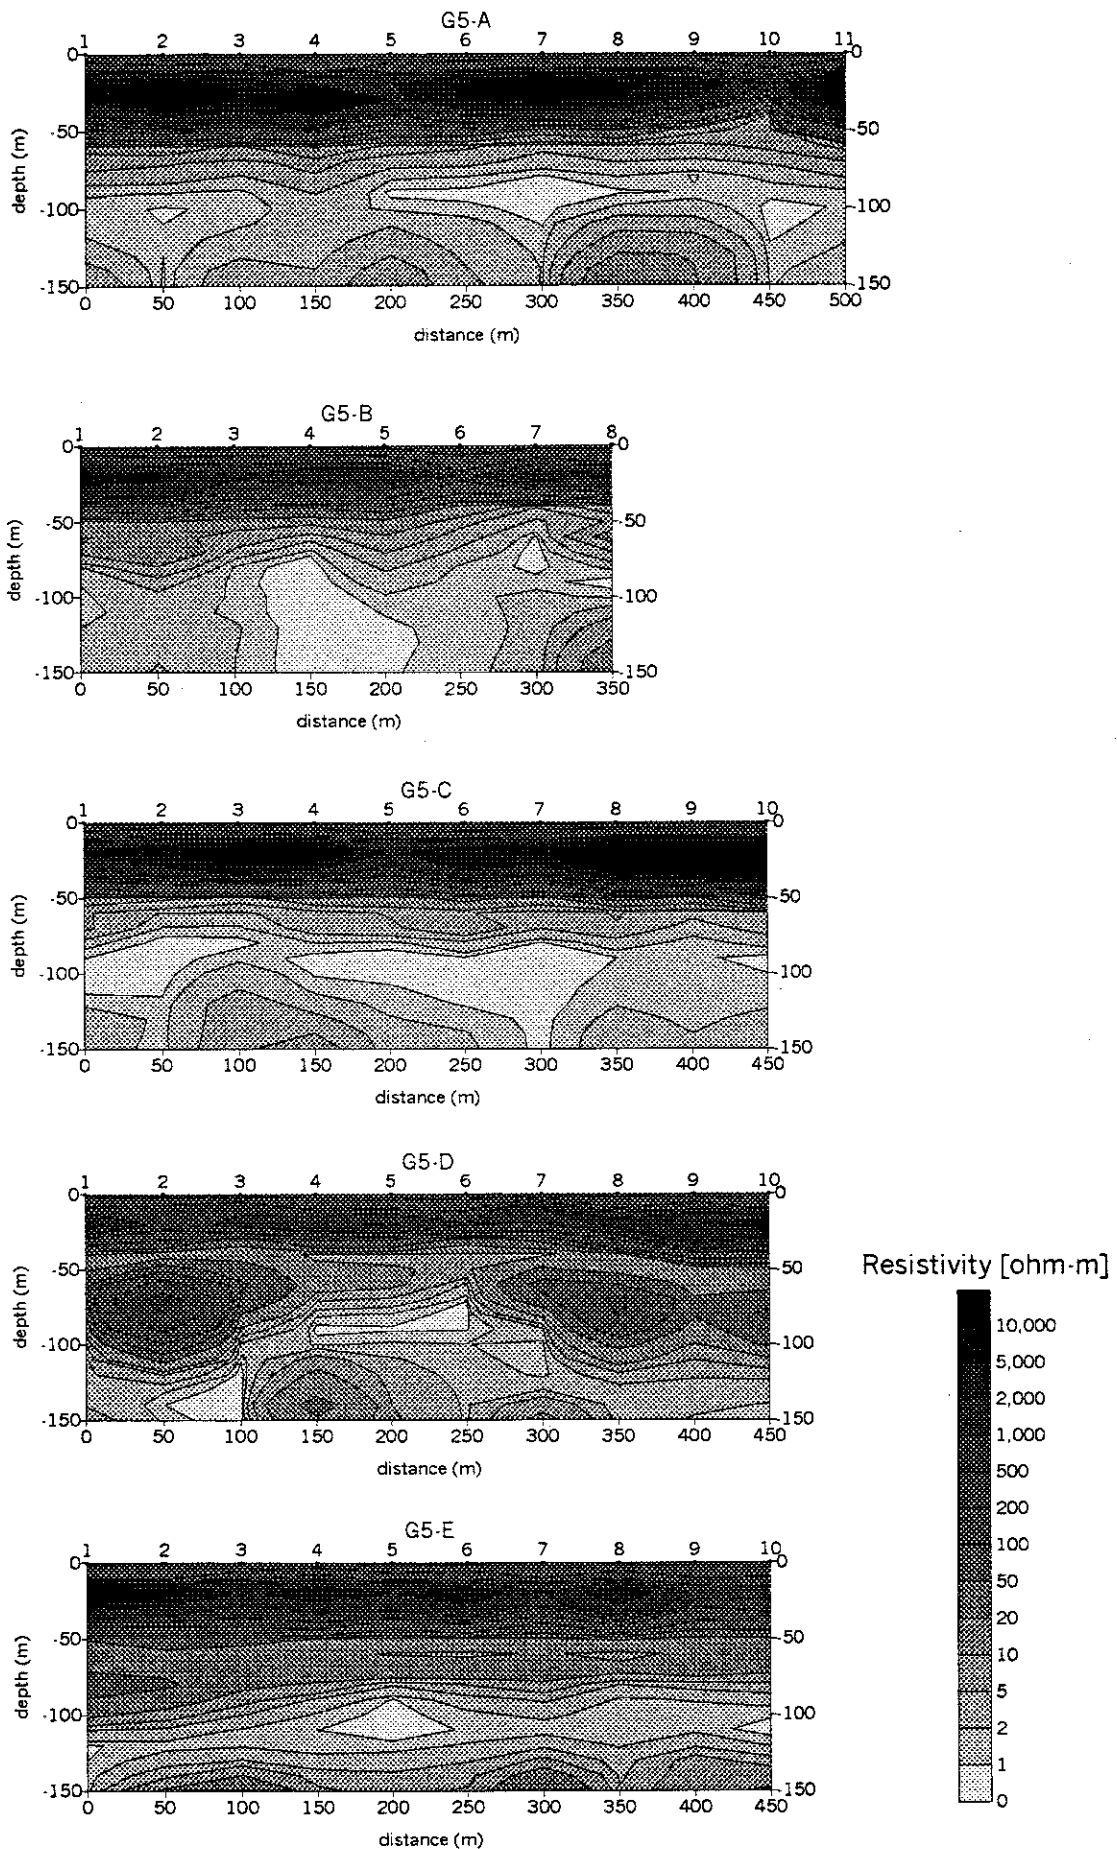 G5-A
1 2 3 4 5 6 7 8 9 10 11
0 0
-50 -50
-100 -100
-150 -150
depth (m)
0 50 100 150 200 250 300 350 400 450 500
distance (m)
G5-B
1 2 3 4 5 6 7 8
0 0
-50 -50
-100 -100
-150 -150
depth (m)
0 50 100 150 200 250 300 350
distance (m)
G5-C
1 2 3 4 5 6 7 8 9 10
0 0
-50 -50
-100 -100
-150 -150
depth (m)
0 50 100 150 200 250 300 350 400 450
distance (m)
G5-D
1 2 3 4 5 6 7 8 9 10
0 0
-50 -50
-100 -100
-150 -150
depth (m)
0 50 100 150 200 250 300 350 400 450
distance (m)
Resistivity [ohm-m]
10,000
5,000
2,000
1,000
500
200
100
50
20
10
5
2
1
0
G5-E
1 2 3 4 5 6 7 8 9 10
0 0
-50 -50
-100 -100
-150 -150
depth (m)
0 50 100 150 200 250 300 350 400 450
distance (m)